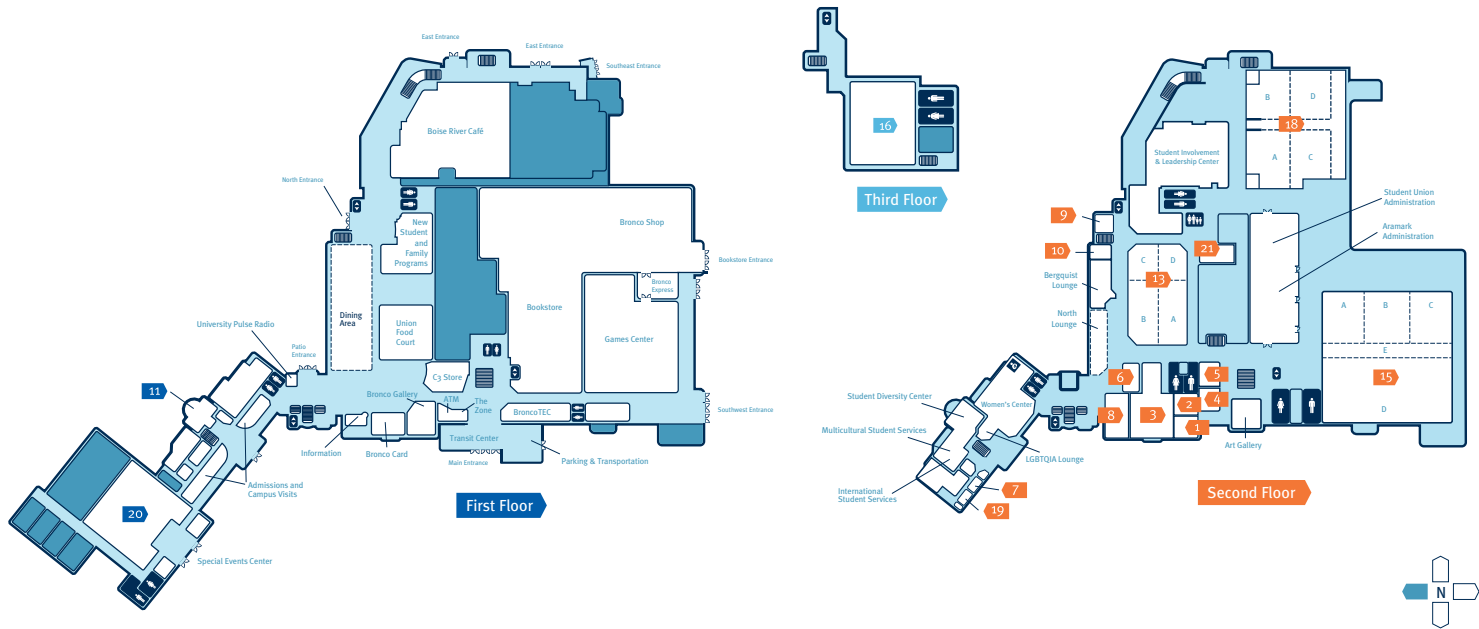 East Entrance
East Entrance
Southeast Entrance
Boise River Café
North Entrance
New
Student
and
Family
Programs
Bronco Shop
Bookstore Entrance
Bronco
Express
Bookstore
Dining
Area
Union
Food
Court
Games Center
University Pulse Radio
Patio
Entrance
C3 Store
11
Bronco Gallery
ATM
The
Zone
BroncoTEC
Southwest Entrance
Transit Center
Information
Bronco Card
Main Entrance
Parking & Transportation
Admissions and
Campus Visits
20
Special Events Center
First Floor
16
Third Floor
B
D
18
A
C
Student Involvement
& Leadership Center
Student Union
Administration
Aramark
Administration
9
10
21
Bergquist
Lounge
C
D
13
B
A
North
Lounge
A
B
C
E
15
D
6
5
4
8
3
2
1
Art Gallery
Student Diversity Center
Women's Center
Multicultural Student Services
LGBTQIA Lounge
International
Student Services
7
19
Second Floor
N